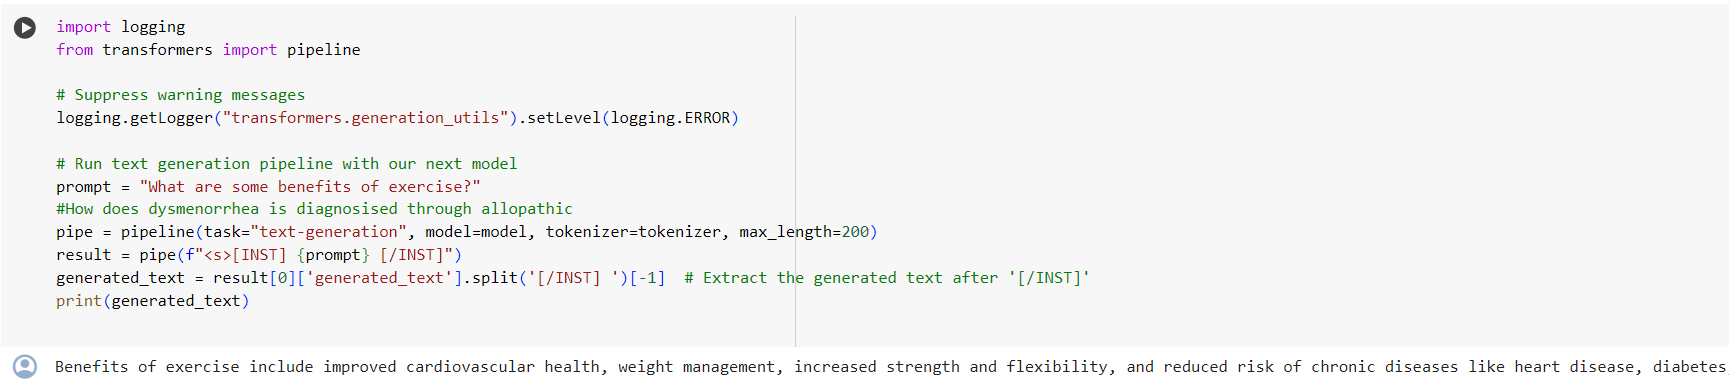 import logging
from transformers import pipeline
# Suppress warning messages
logging.getLogger("transformers.generation_utils").setLevel(logging.ERROR)
# Run text generation pipeline with our next model
prompt = "What are some benefits of exercise?"
#How does dysmenorrhea is diagnosised through allopathic
pipe = pipeline(task="text-generation", model=model, tokenizer=tokenizer, max_length=200)
result = pipe(f"<s>[INST] {prompt} [/INST]")
generated_text = result[0]['generated_text'].split('[/INST] ')[-1]  # Extract the generated text after '[/INST]'
print(generated_text)
Benefits of exercise include improved cardiovascular health, weight management, increased strength and flexibility, and reduced risk of chronic diseases like heart disease, diabetes